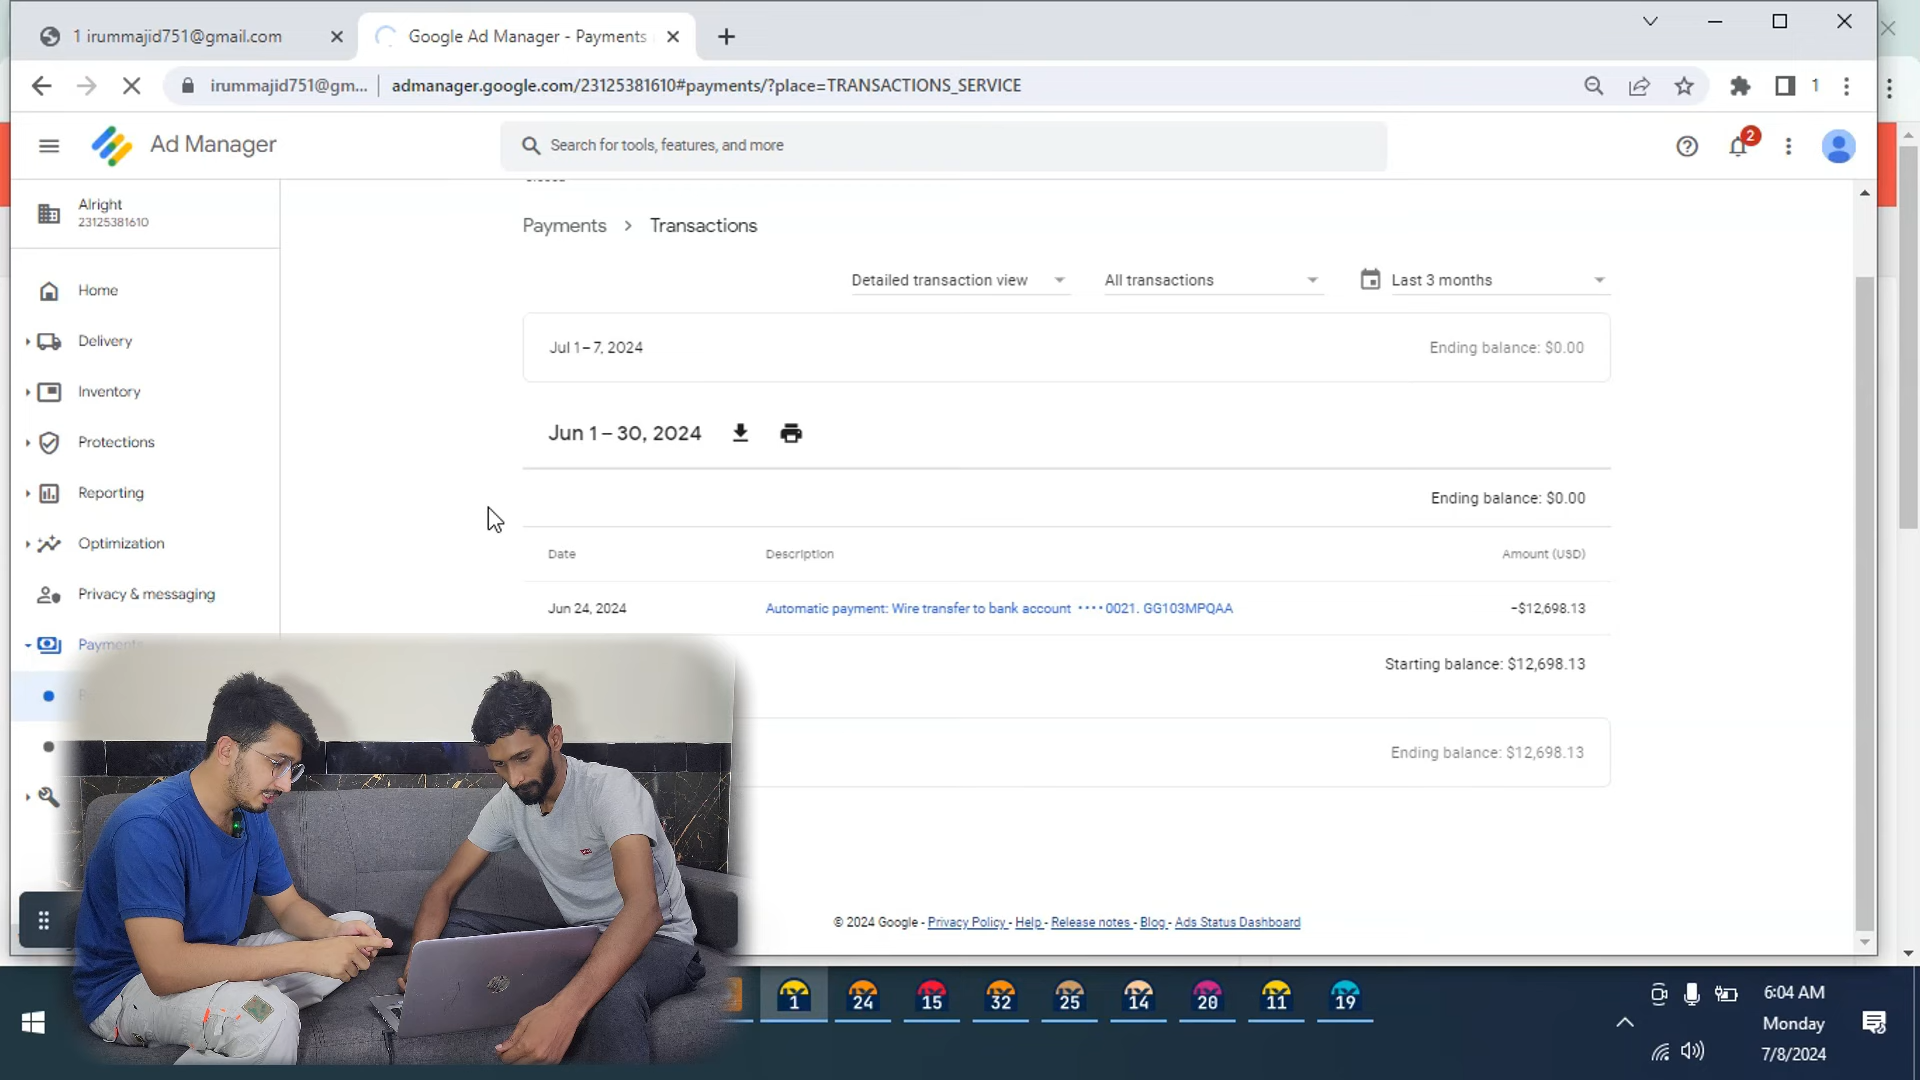 1 irummajid751@gmail.com
Google Ad Manager - Payments
irummajid751@gm...
admanager.google.com/23125381610#payments/?place=TRANSACTIONS_SERVICE
1
Ad Manager
Search for tools, features, and more
2
Alright
23125381610
Home
Delivery
Inventory
Protections
Reporting
Optimization
Privacy & messaging
Payments
Payments > Transactions
Detailed transaction view
All transactions
Last 3 months
Jul 1 – 7, 2024
Ending balance: $0.00
Jun 1 – 30, 2024
Ending balance: $0.00
Date
Description
Amount (USD)
Jun 24, 2024
Automatic payment: Wire transfer to bank account ····0021. GG103MPQAA
−$12,698.13
Starting balance: $12,698.13
Ending balance: $12,698.13
© 2024 Google - Privacy Policy - Help - Release notes - Blog - Ads Status Dashboard
1
24
15
32
25
14
20
11
19
6:04 AM
Monday
7/8/2024
hp